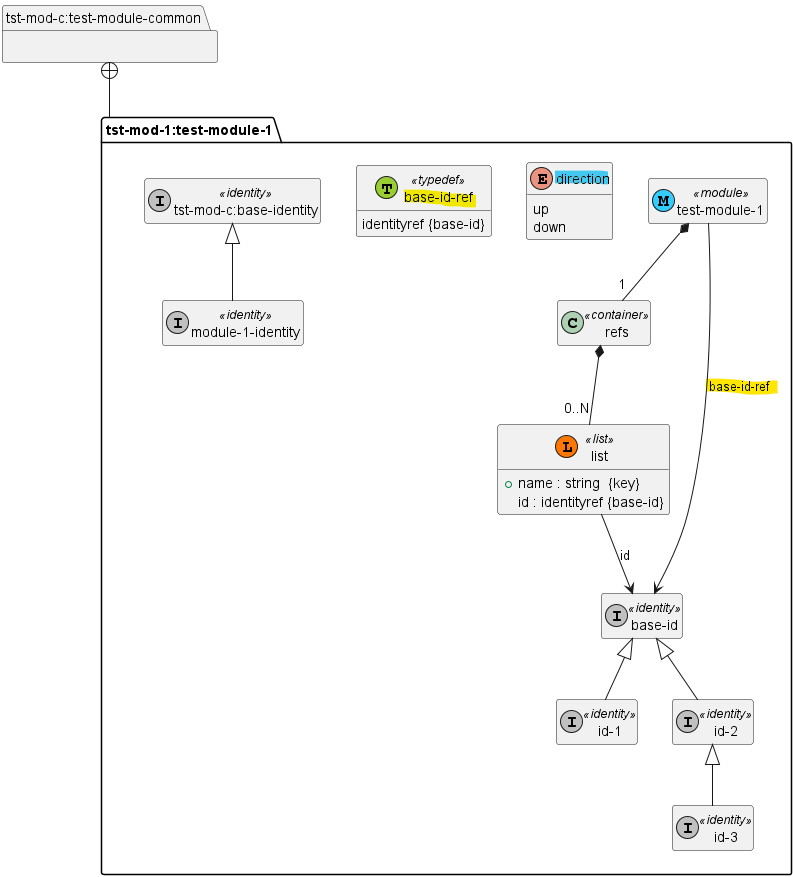 tst-mod-c:test-module-common
tst-mod-1:test-module-1
I «identity»
tst-mod-c:base-identity
T «typedef»
base-id-ref
identityref {base-id}
E direction
up
down
M «module»
test-module-1
1
I «identity»
module-1-identity
C «container»
refs
base-id-ref
0..N
L «list»
list
name : string {key}
id : identityref {base-id}
id
I «identity»
base-id
I «identity»
id-1
I «identity»
id-2
I «identity»
id-3